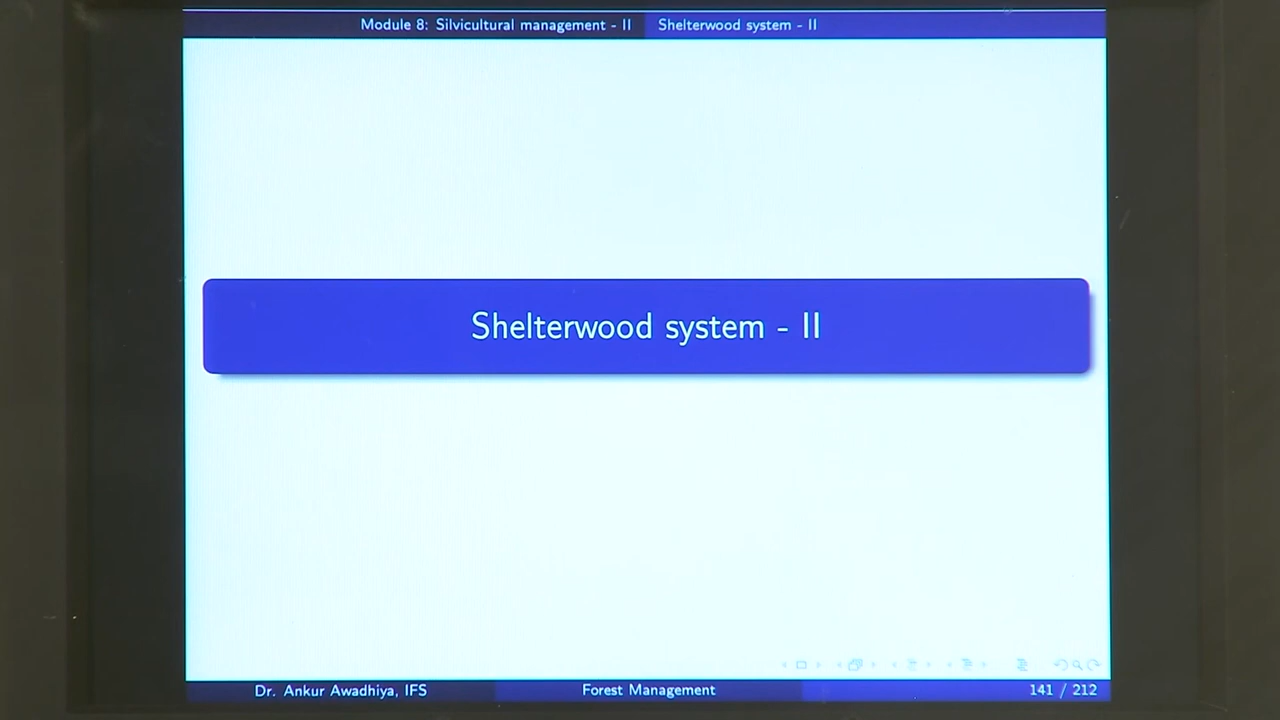 Module 8: Silvicultural management - II Shelterwood system - II
Shelterwood system - II
Dr. Ankur Awadhiya, IFS Forest Management 141 / 212